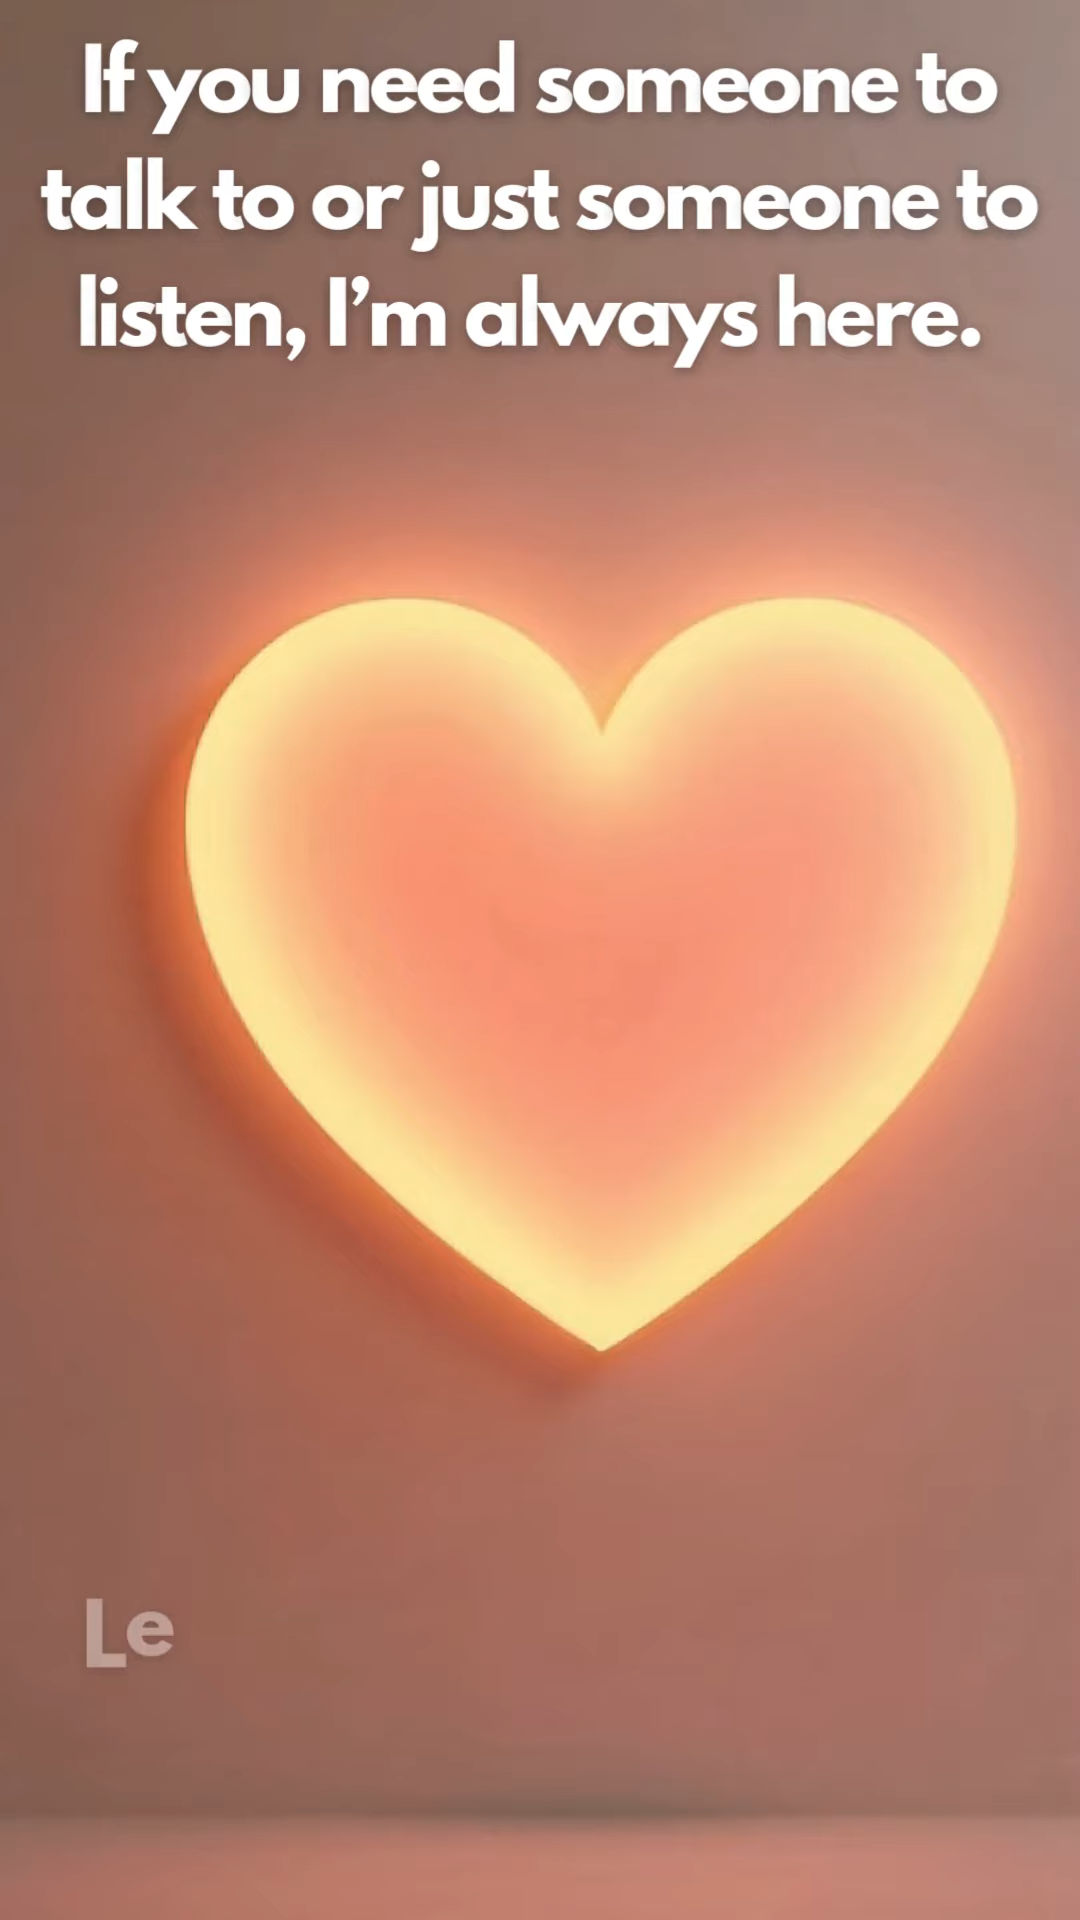 If you need someone to
talk to or just someone to
listen, I’m always here.
Le